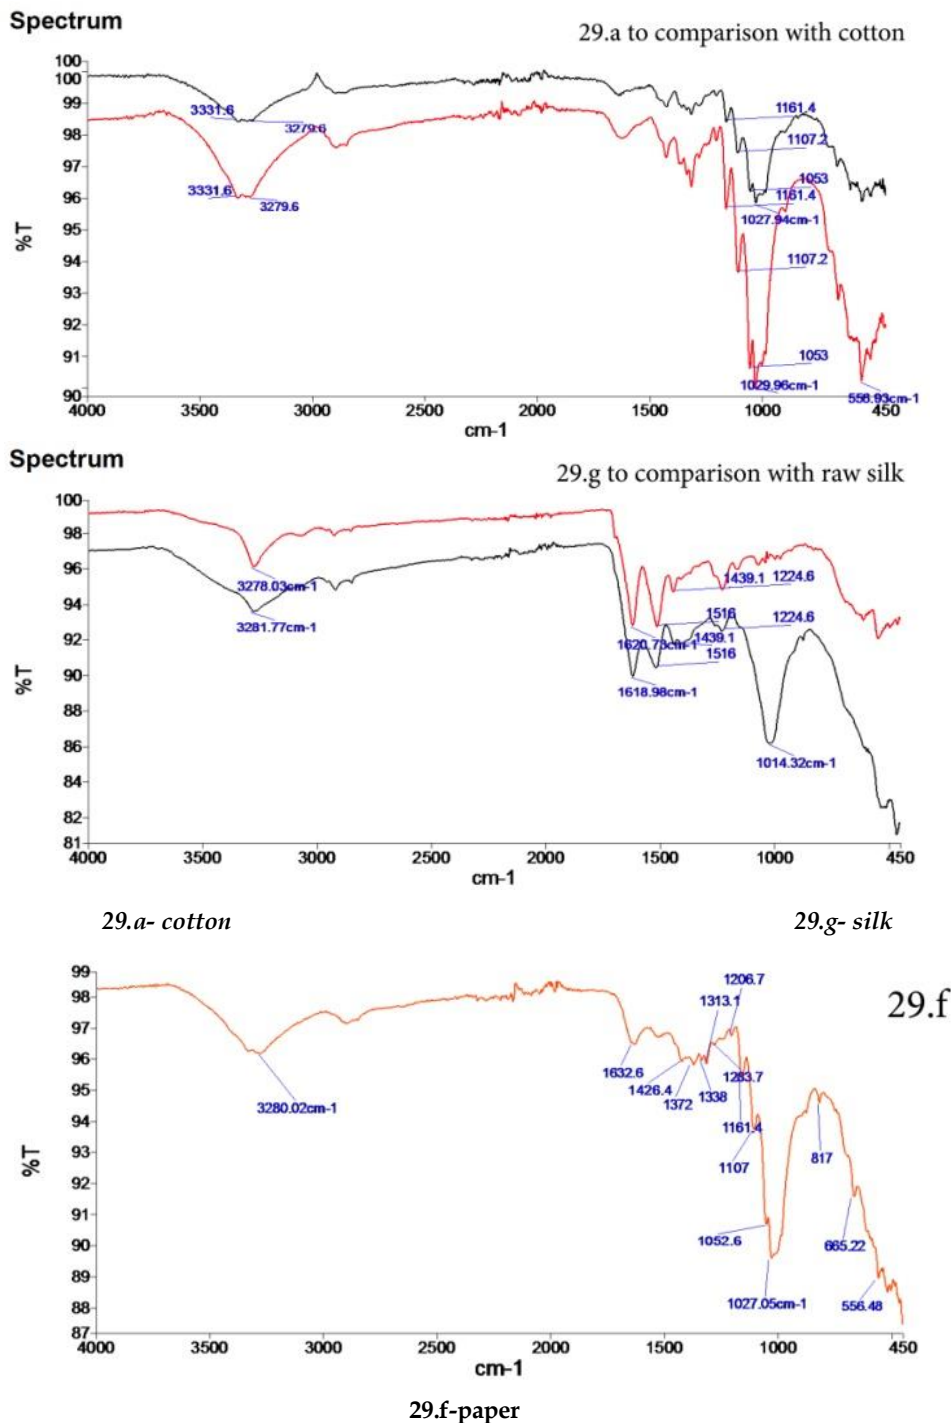 Spectrum
29.a to comparison with cotton
100
100
99
98
97
96
95
94
93
92
91
90
%T
3331.6
3279.6
3331.6
3279.6
1161.4
1107.2
1053
1161.4
1027.94cm-1
1107.2
1053
1029.96cm-1
4000 3500 3000 2500 2000 1500 1000 450
cm-1
Spectrum
29.g to comparison with raw silk
100
98
96
94
92
90
88
86
84
82
81
%T
3278.03cm-1
3281.77cm-1
1439.1 1224.6
1516 1224.6
1620.73cm-1 1439.1
1516
1618.98cm-1
1014.32cm-1
4000 3500 3000 2500 2000 1500 1000 450
cm-1
29.a- cotton 29.g- silk
29.f
99
98
97
96
95
94
93
92
91
90
89
88
87
%T
3280.02cm-1
1206.7
1313.1
1632.6
1426.4
1372
1338
1161.4
1107
817
1052.6
665.22
1027.05cm-1
556.48
4000 3500 3000 2500 2000 1500 1000 450
cm-1
29.f-paper